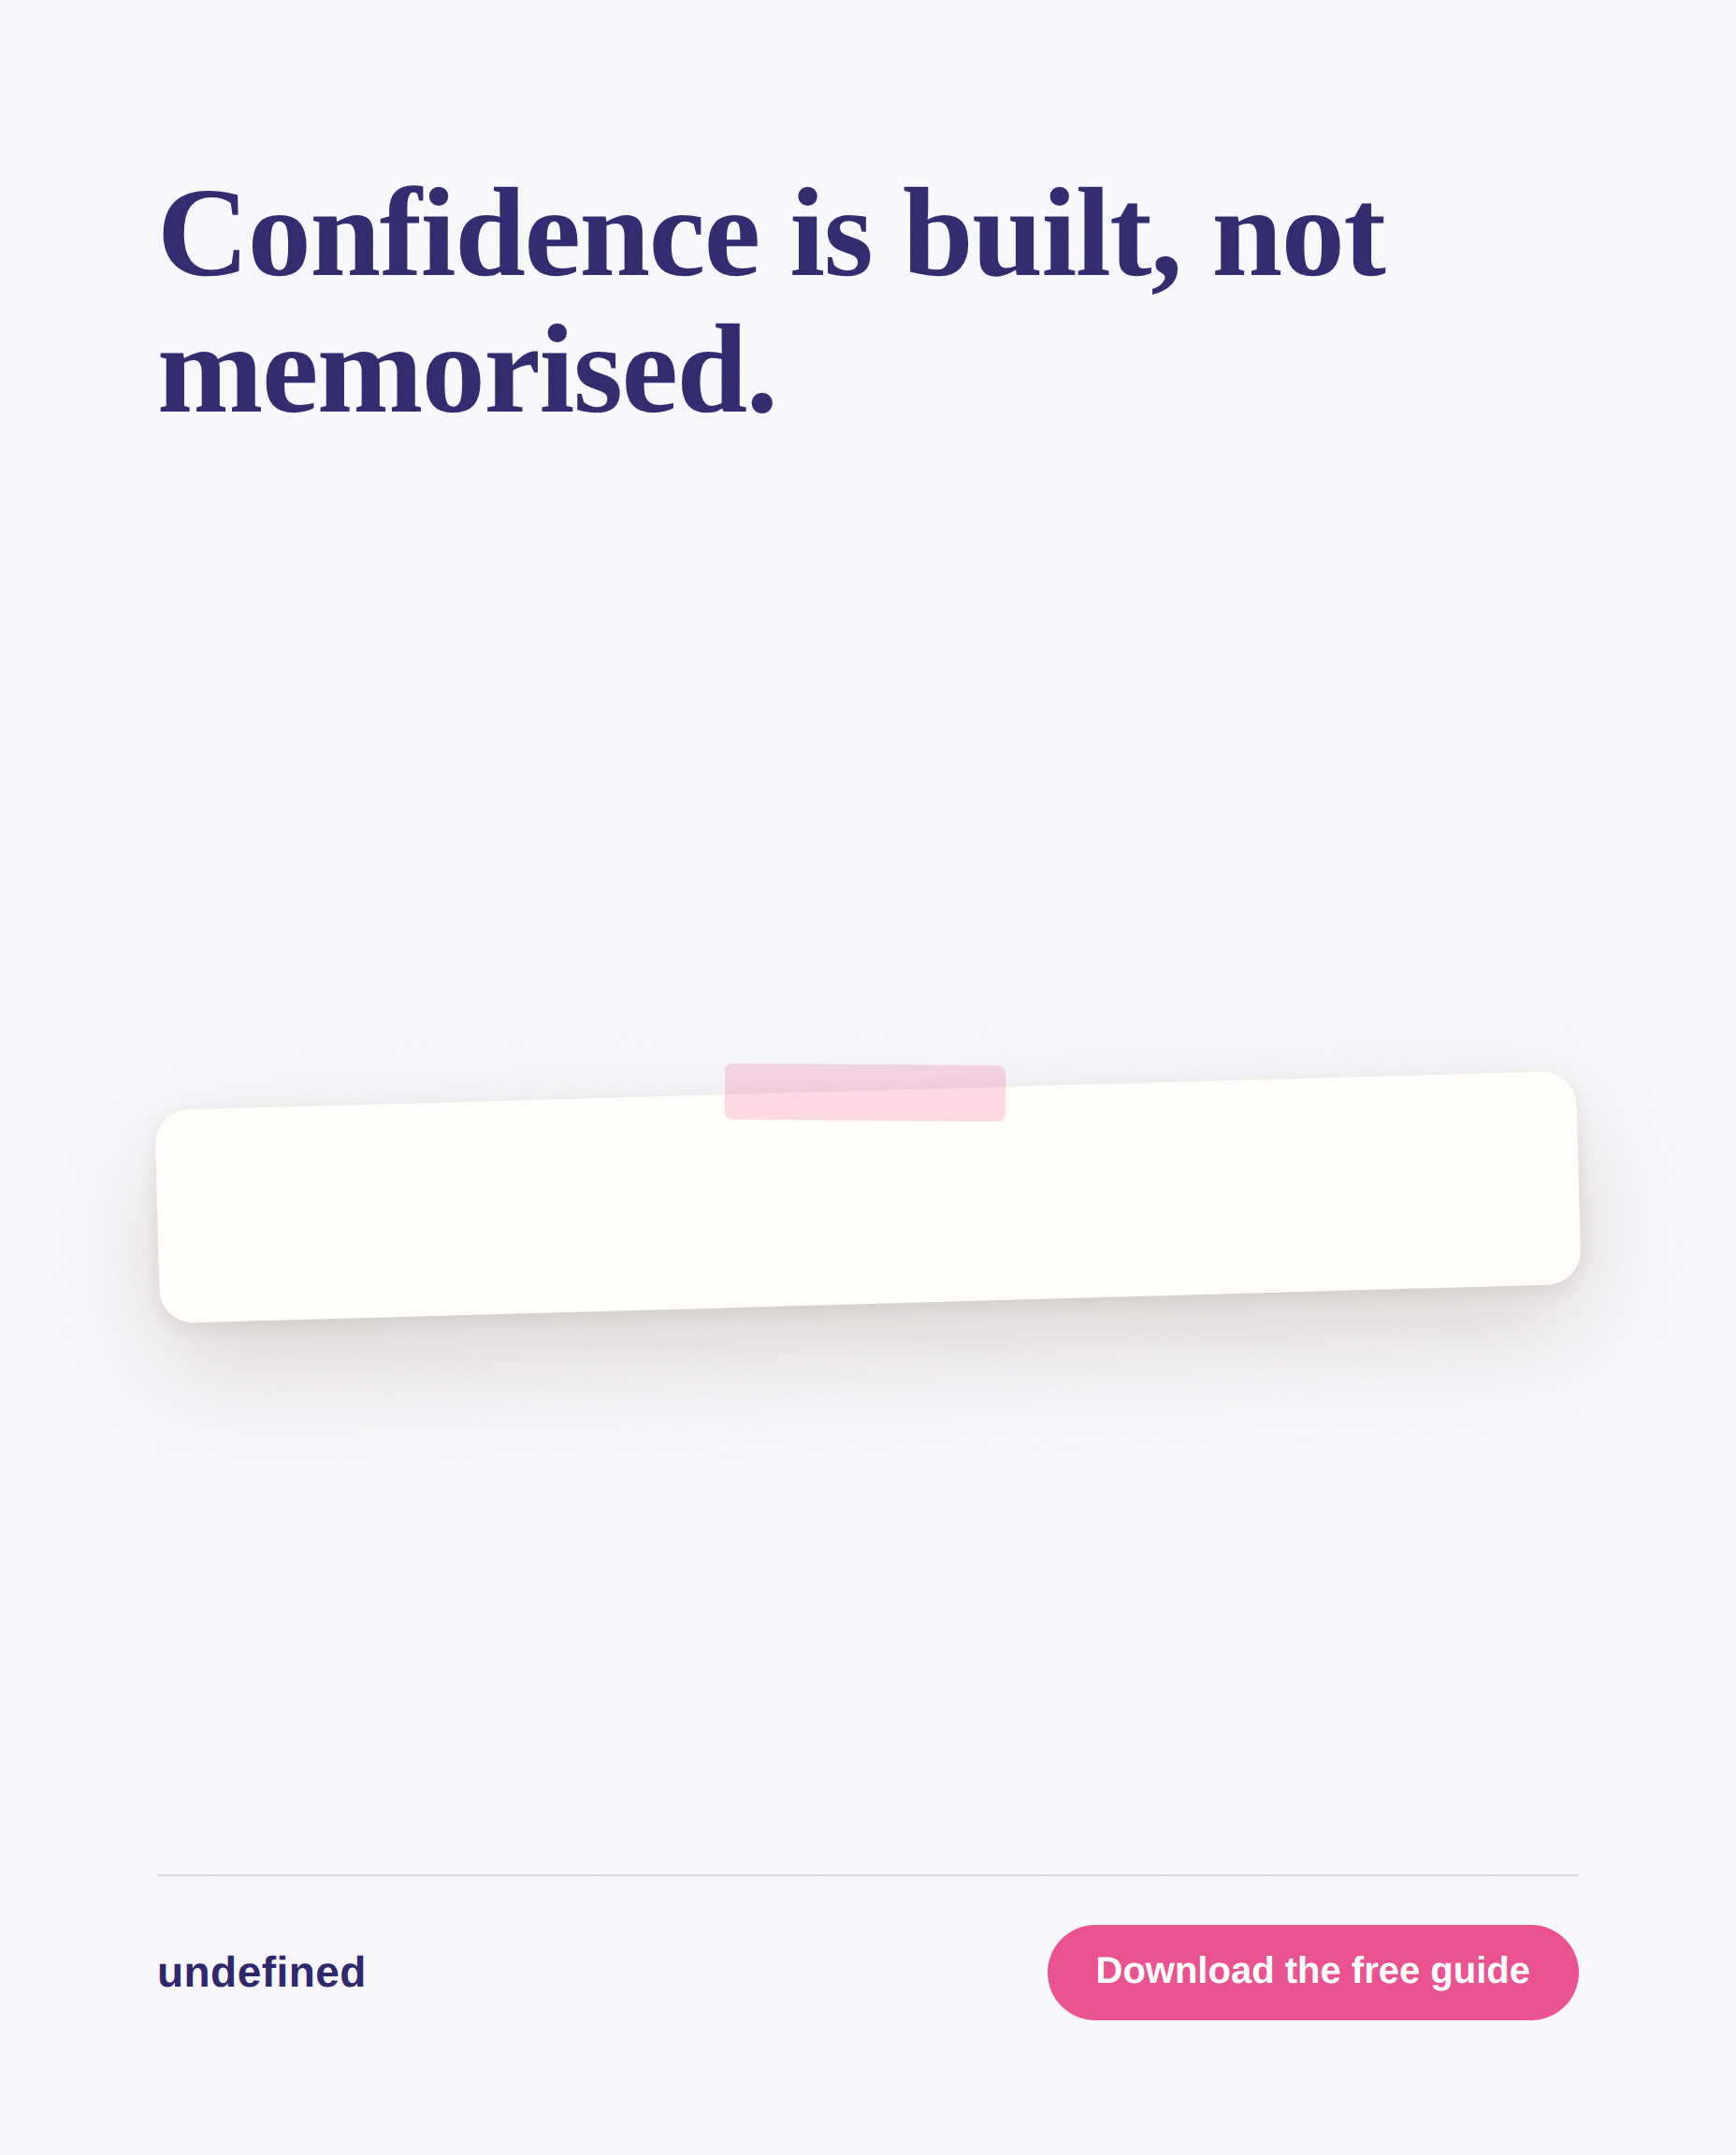 Confidence is built, not
memorised.
undefined
Download the free guide